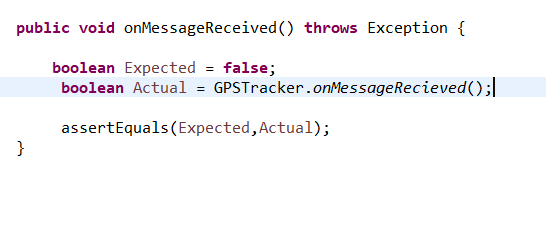 public void onMessageReceived() throws Exception {
boolean Expected = false;
boolean Actual = GPSTracker.onMessageRecieved();
assertEquals(Expected,Actual);
}